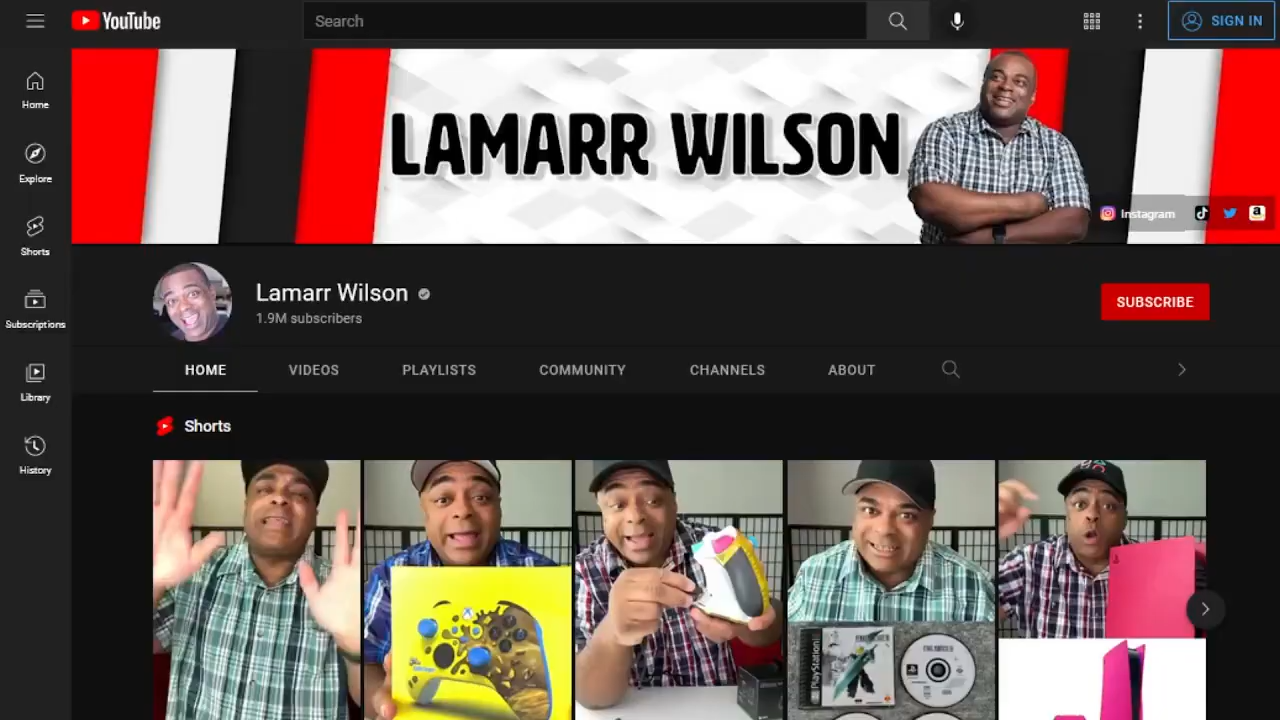 YouTube
Search
SIGN IN
Home
Explore
Shorts
Subscriptions
Library
History
LAMARR WILSON
Instagram
Lamarr Wilson
1.9M subscribers
SUBSCRIBE
HOME
VIDEOS
PLAYLISTS
COMMUNITY
CHANNELS
ABOUT
Shorts
PlayStation